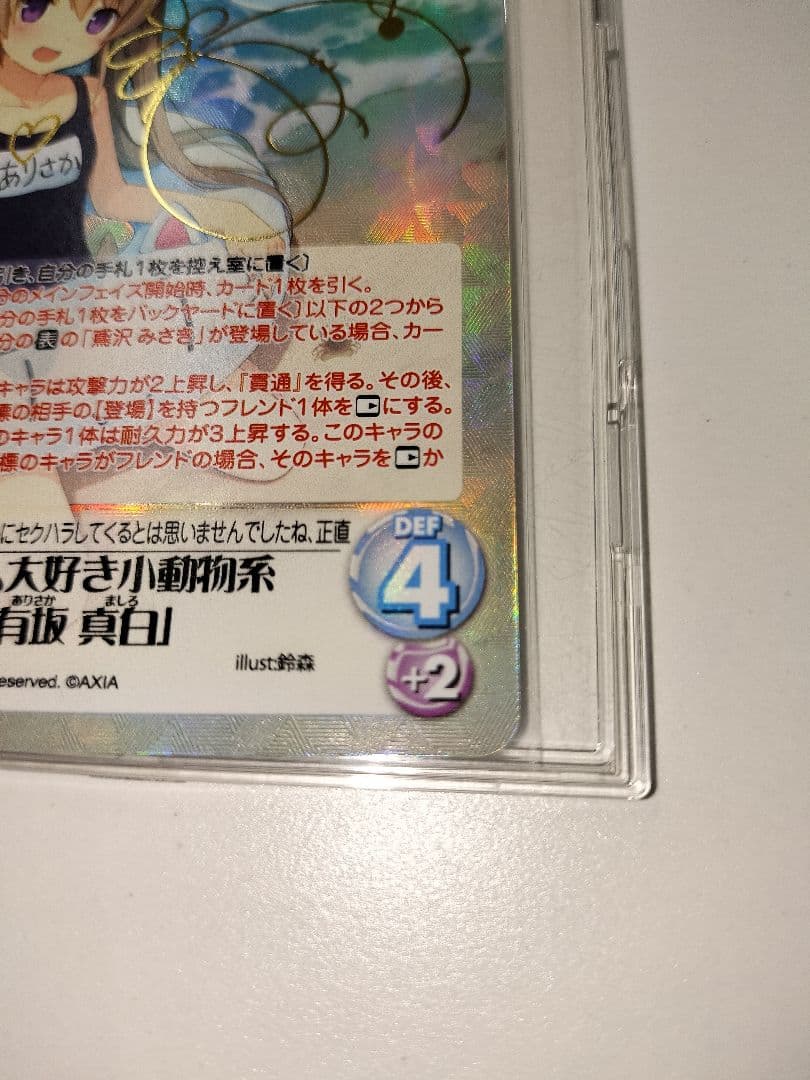 ありさか
引き、自分の手札1枚を控え室に置く〕
分のメインフェイズ開始時、カード1枚を引く。
分の手札1枚をバックヤードに置く〕以下の2つから
分の表の「鳶沢 みさき」が登場している場合、カー
キャラは攻撃力が2上昇し、『貫通』を得る。その後、
標の相手の、【登場】を持つフレンド1体を にする。
のキャラ1体は耐久力が3上昇する。このキャラの
標のキャラがフレンドの場合、そのキャラを か
にセクハラしてくるとは思いませんでしたね、正直
DEF
4
大好き小動物系
ありさか ましろ
有坂 真白」
illust:鈴森
+2
eserved. ©AXIA